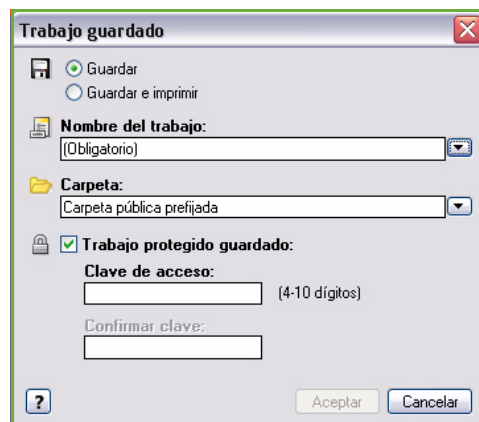 Trabajo guardado
Guardar
Guardar e imprimir
Nombre del trabajo:
(Obligatorio)
Carpeta:
Carpeta pública prefijada
Trabajo protegido guardado:
Clave de acceso:
(4-10 dígitos)
Confirmar clave:
? Aceptar Cancelar